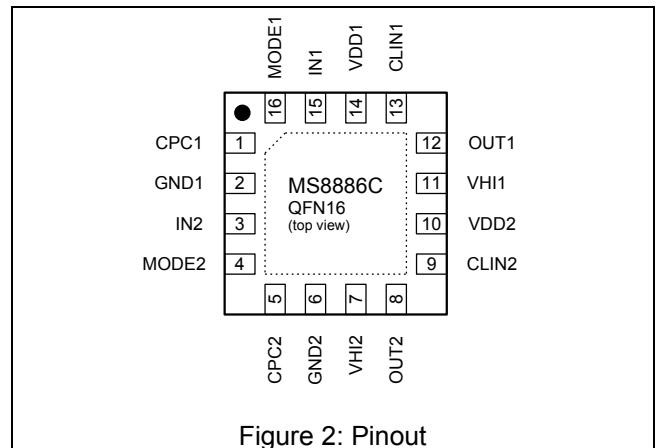 MODE1
IN1
VDD1
CLIN1
16
15
14
13
CPC1
1
12
OUT1
GND1
2
MS8886C
11
VHI1
QFN16
IN2
3
(top view)
10
VDD2
MODE2
4
9
CLIN2
5
6
7
8
CPC2
GND2
VHI2
OUT2
Figure 2: Pinout